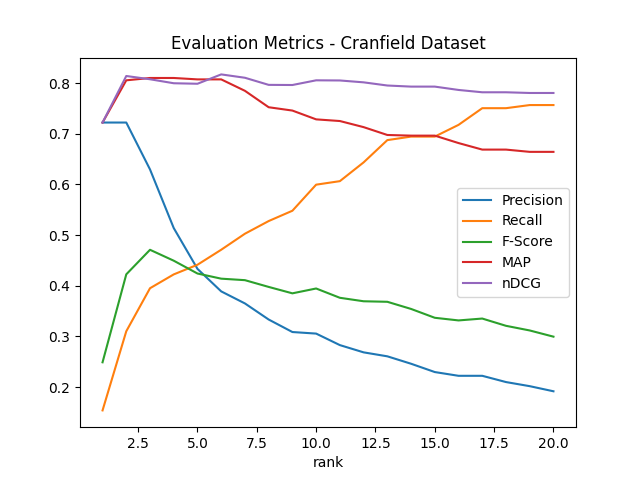 Evaluation Metrics - Cranfield Dataset
0.8
0.7
0.6
0.5
0.4
0.3
0.2
Precision
Recall
F-Score
MAP
nDCG
2.5 5.0 7.5 10.0 12.5 15.0 17.5 20.0
rank